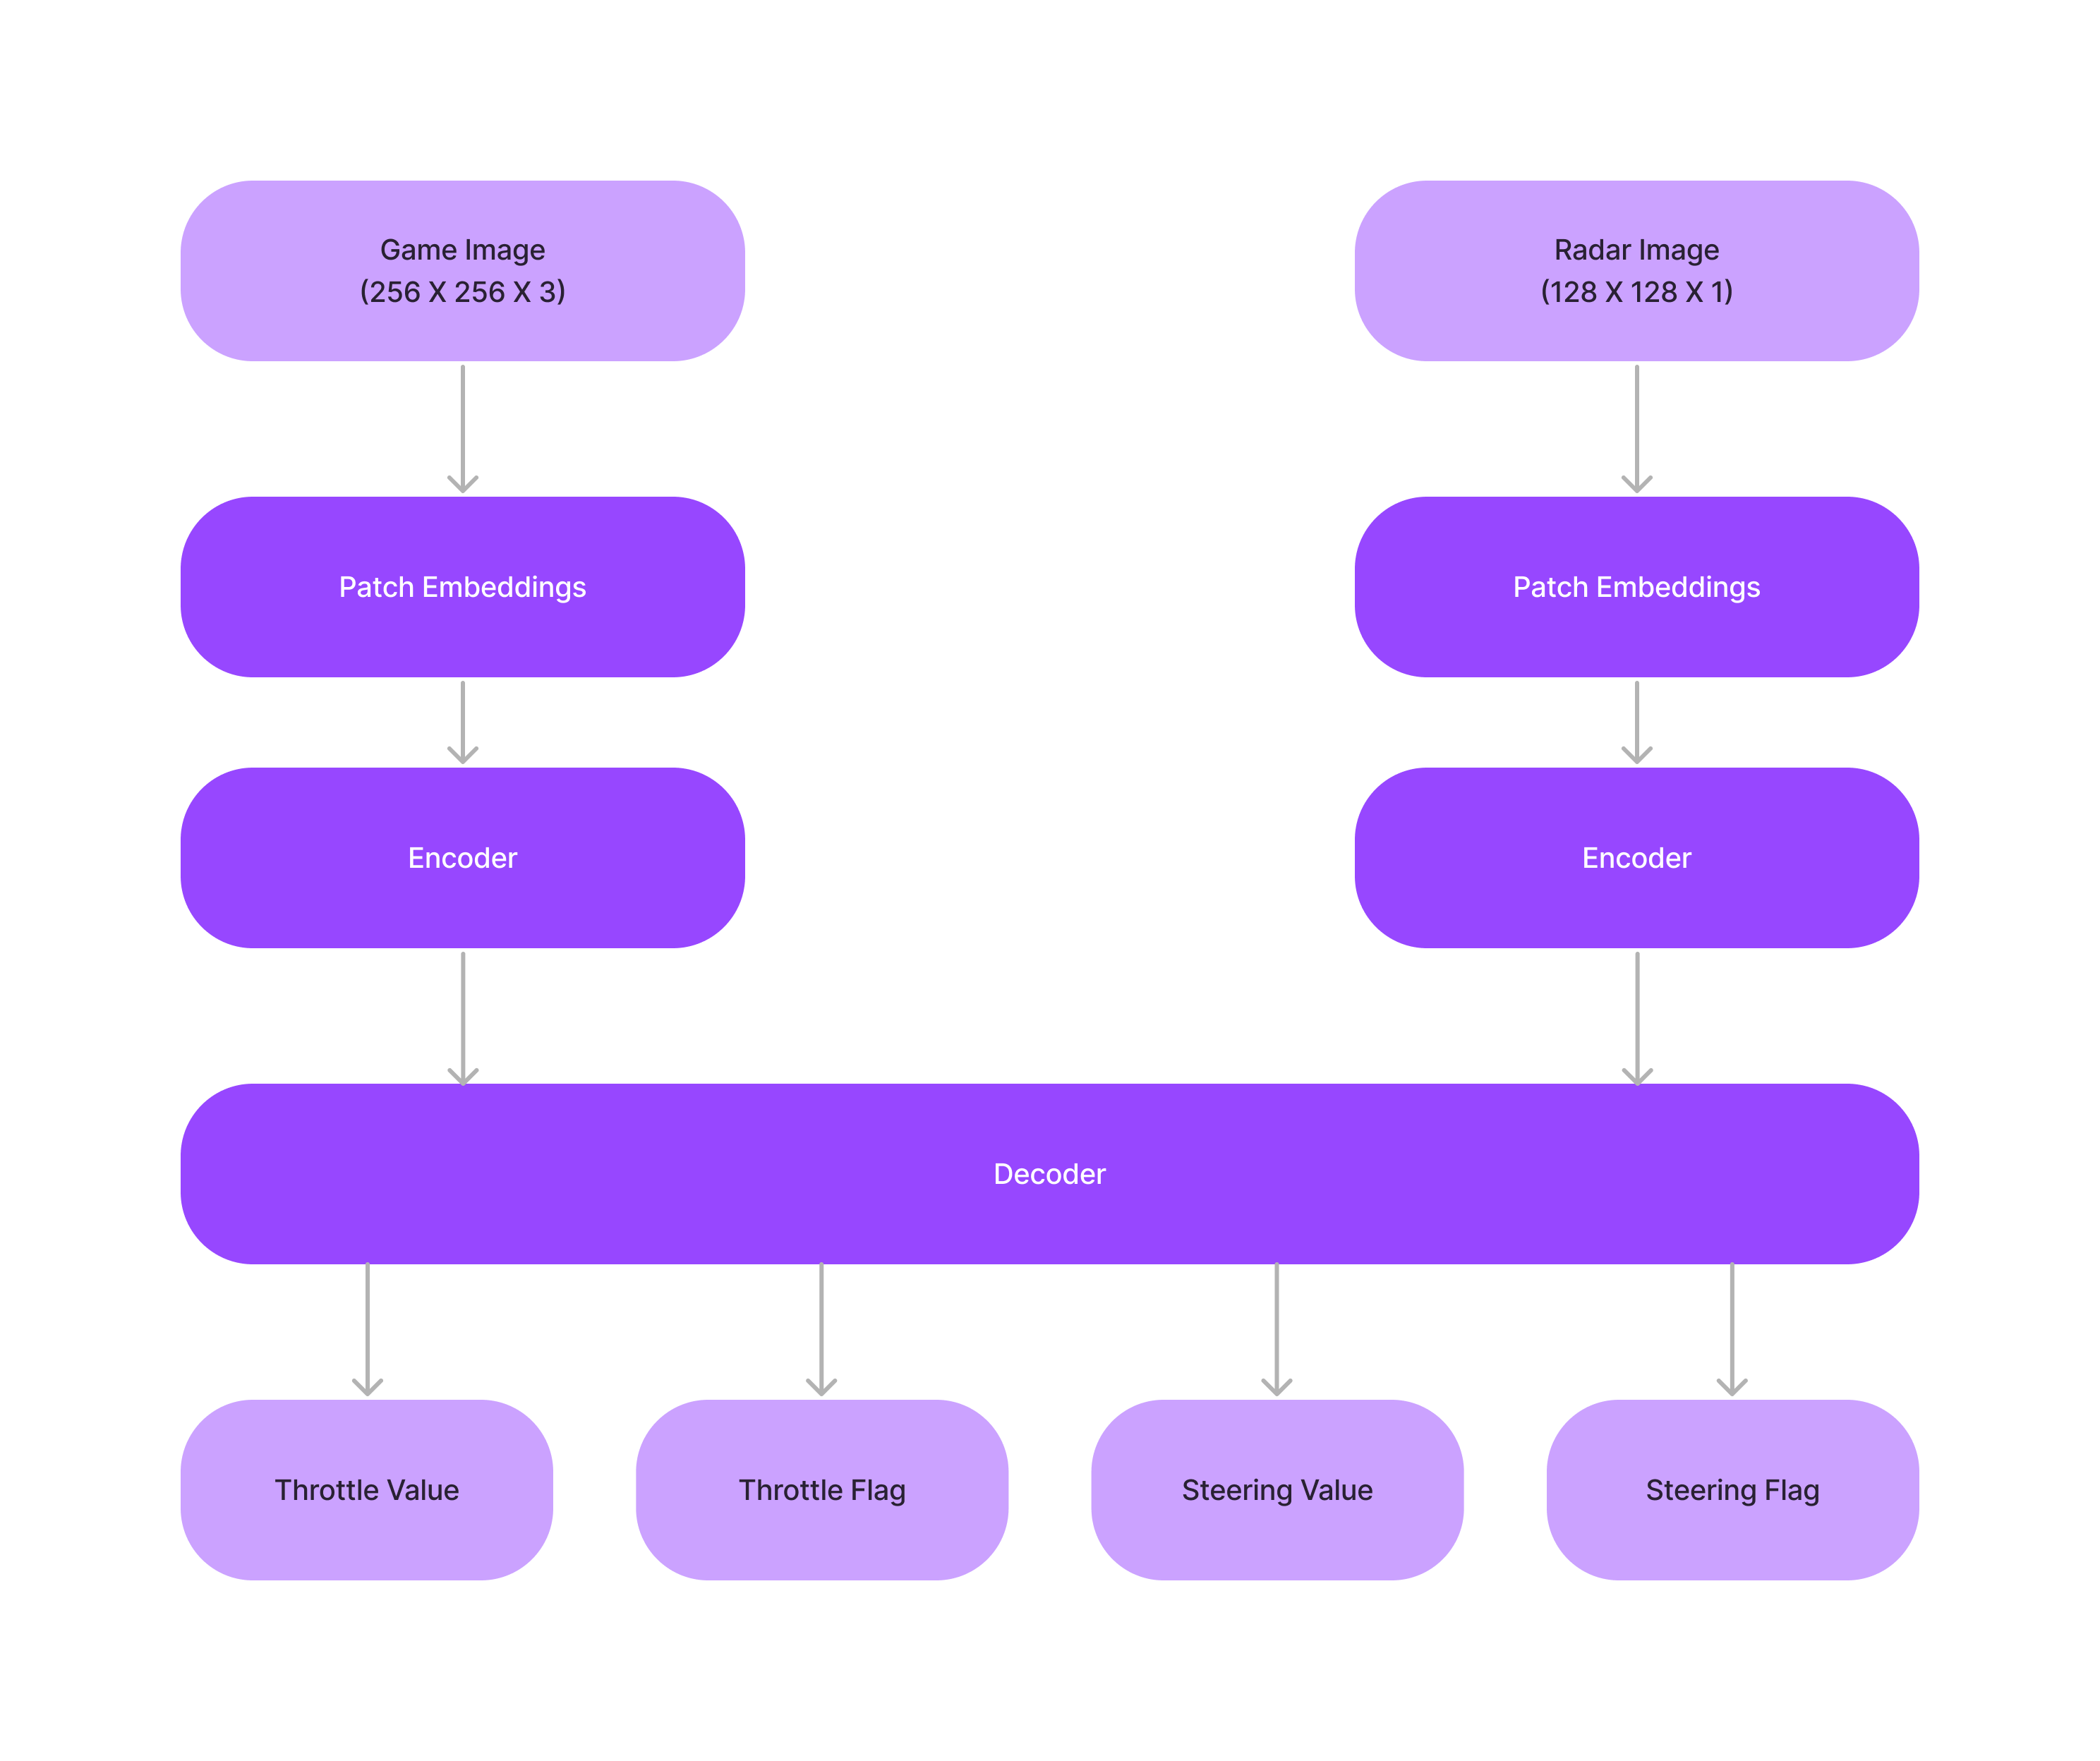 Game Image
(256 X 256 X 3)
Radar Image
(128 X 128 X 1)
Patch Embeddings
Patch Embeddings
Encoder
Encoder
Decoder
Throttle Value
Throttle Flag
Steering Value
Steering Flag